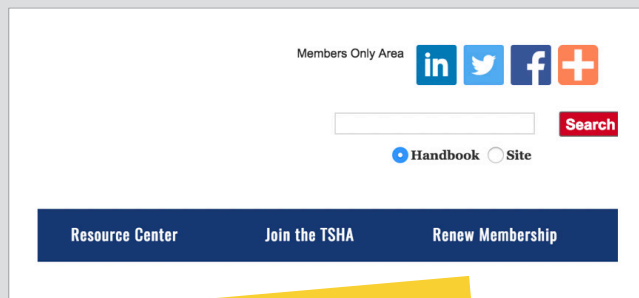 Members Only Area in f
Search
Handbook Site
Resource Center Join the TSHA Renew Membership